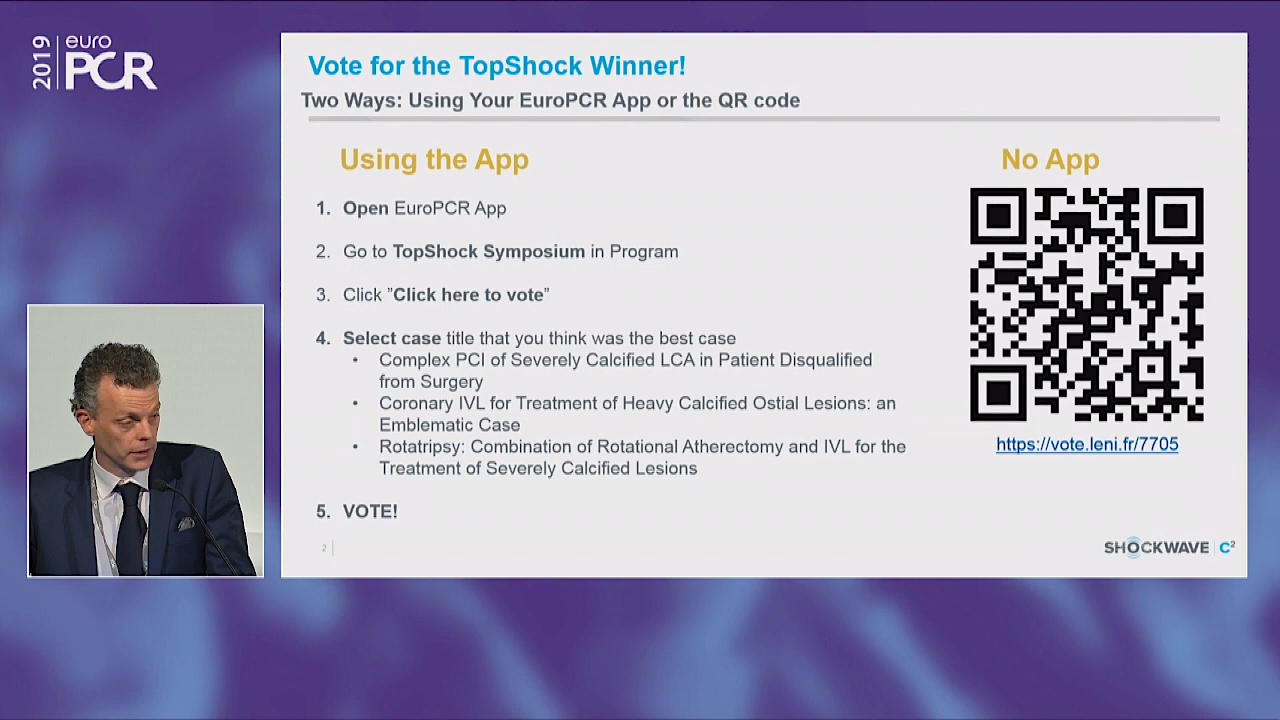 2019
euro
PCR
Vote for the TopShock Winner!
Two Ways: Using Your EuroPCR App or the QR code
Using the App
1. Open EuroPCR App
2. Go to TopShock Symposium in Program
3. Click ”Click here to vote”
4. Select case title that you think was the best case
• Complex PCI of Severely Calcified LCA in Patient Disqualified
from Surgery
• Coronary IVL for Treatment of Heavy Calcified Ostial Lesions: an
Emblematic Case
• Rotatripsy: Combination of Rotational Atherectomy and IVL for the
Treatment of Severely Calcified Lesions
5. VOTE!
No App
https://vote.leni.fr/7705
2
SHOCKWAVE C²